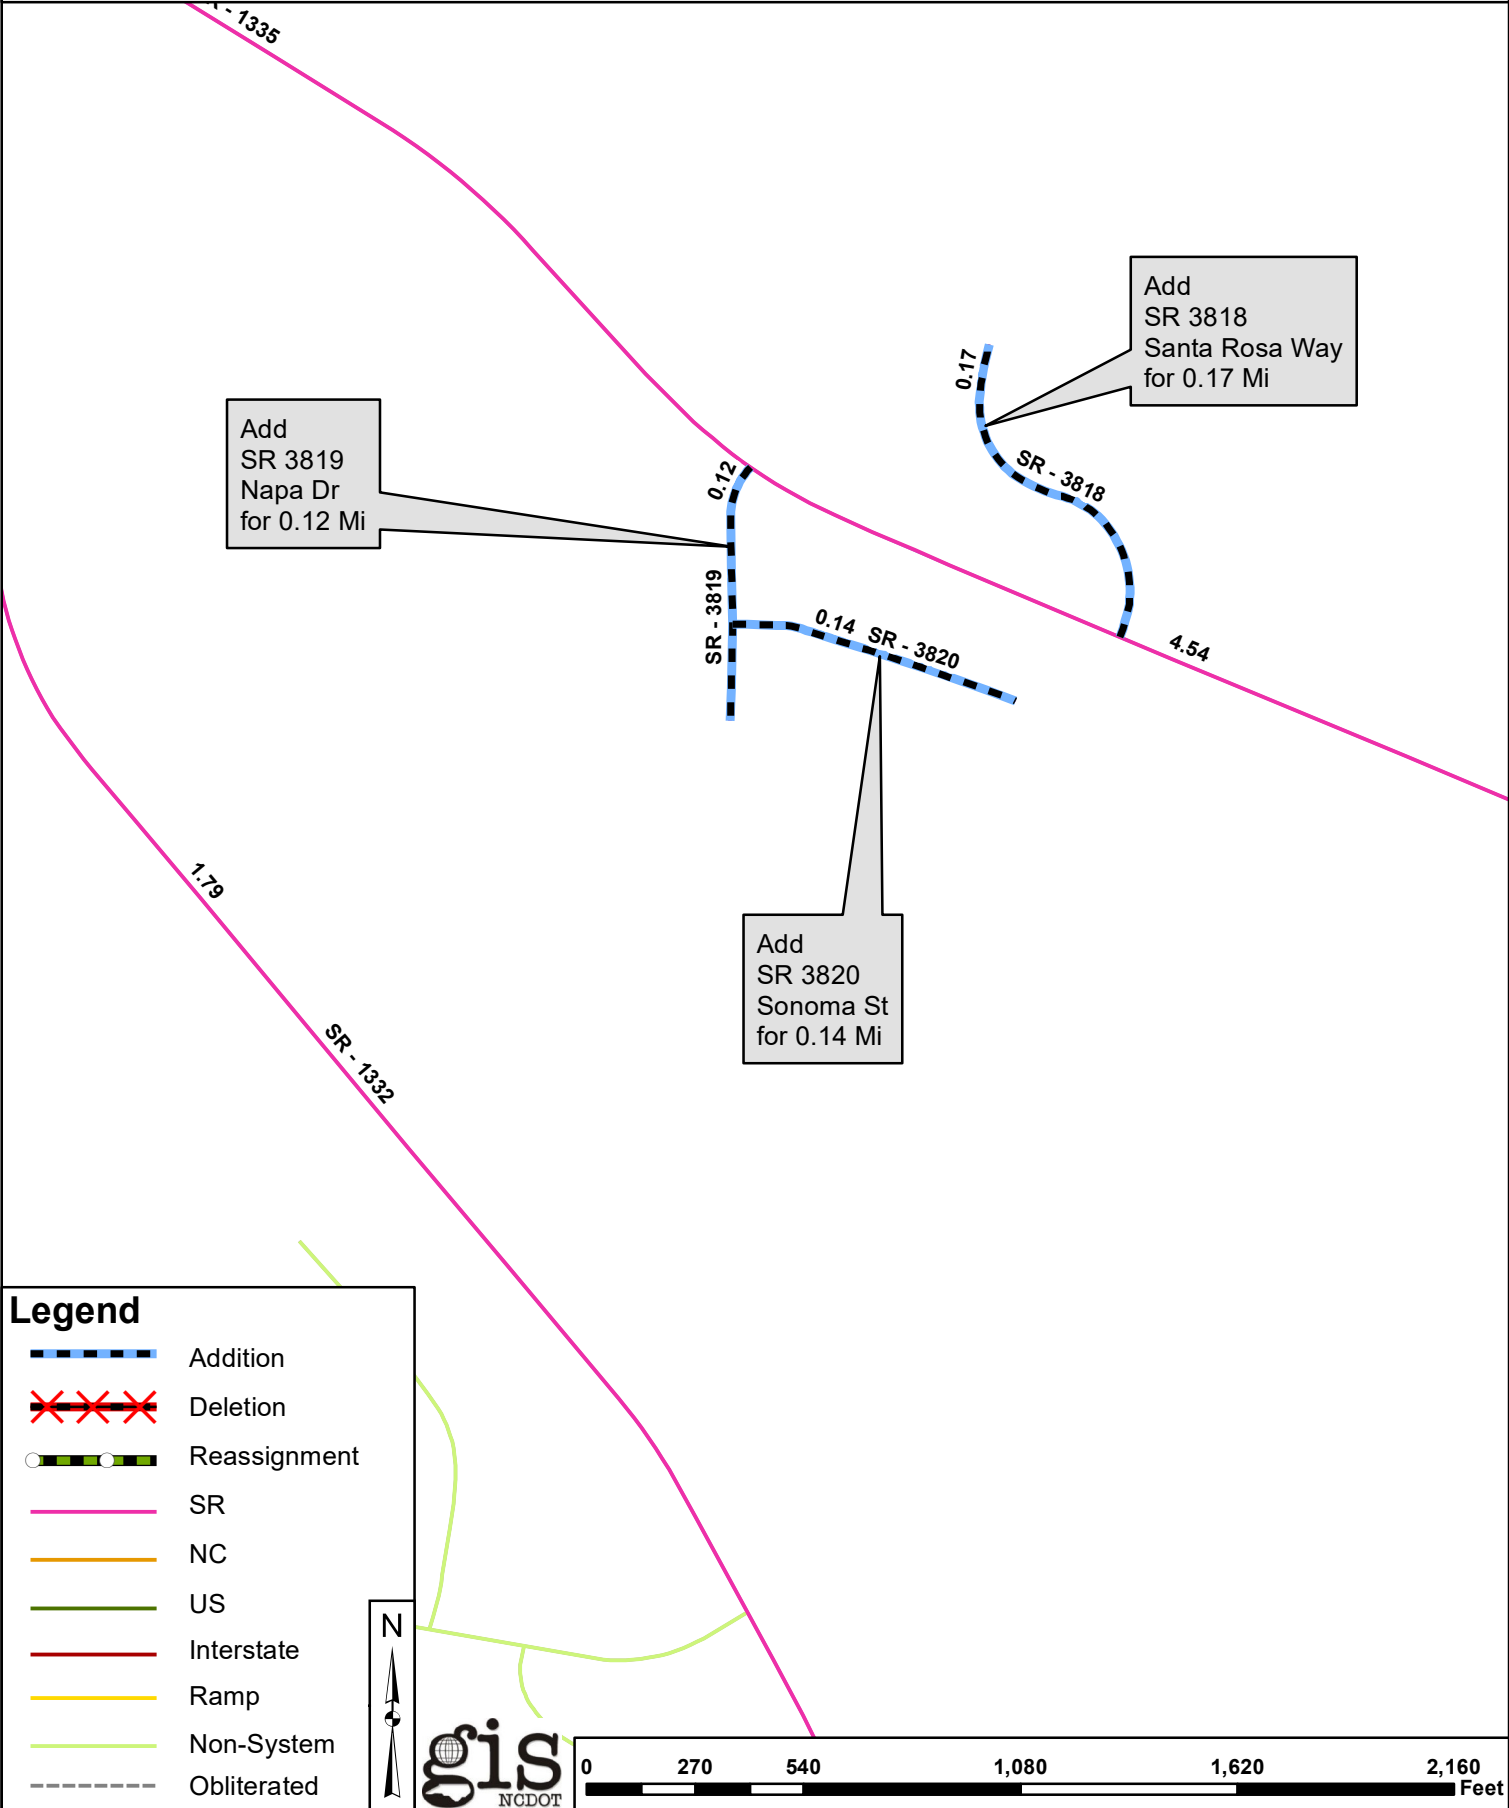 - 1335
Add
SR 3818
Santa Rosa Way
for 0.17 Mi
0.17
SR - 3818
Add
SR 3819
Napa Dr
for 0.12 Mi
0.12
SR - 3819
0.14 SR - 3820
4.54
1.79
Add
SR 3820
Sonoma St
for 0.14 Mi
SR - 1332
Legend
Addition
Deletion
Reassignment
SR
NC
US
Interstate
Ramp
Non-System
Obliterated
N
gis
NCDOT
0 270 540 1,080 1,620 2,160
Feet